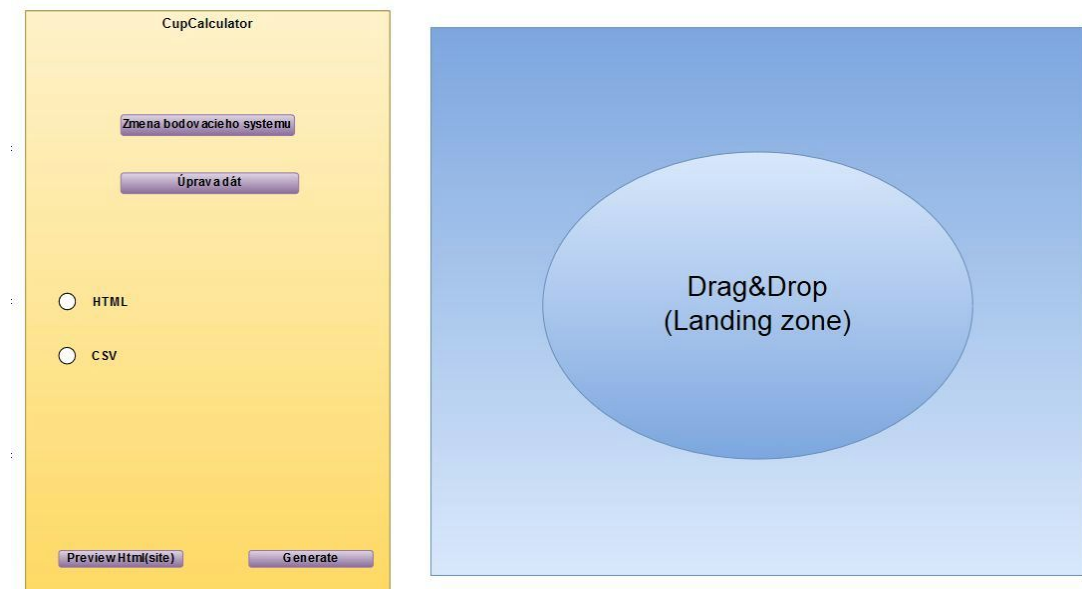 CupCalculator
Zmena bodovacieho systemu
Úprava dát
HTML
CSV
Preview Html(site)
Generate
Drag&Drop
(Landing zone)